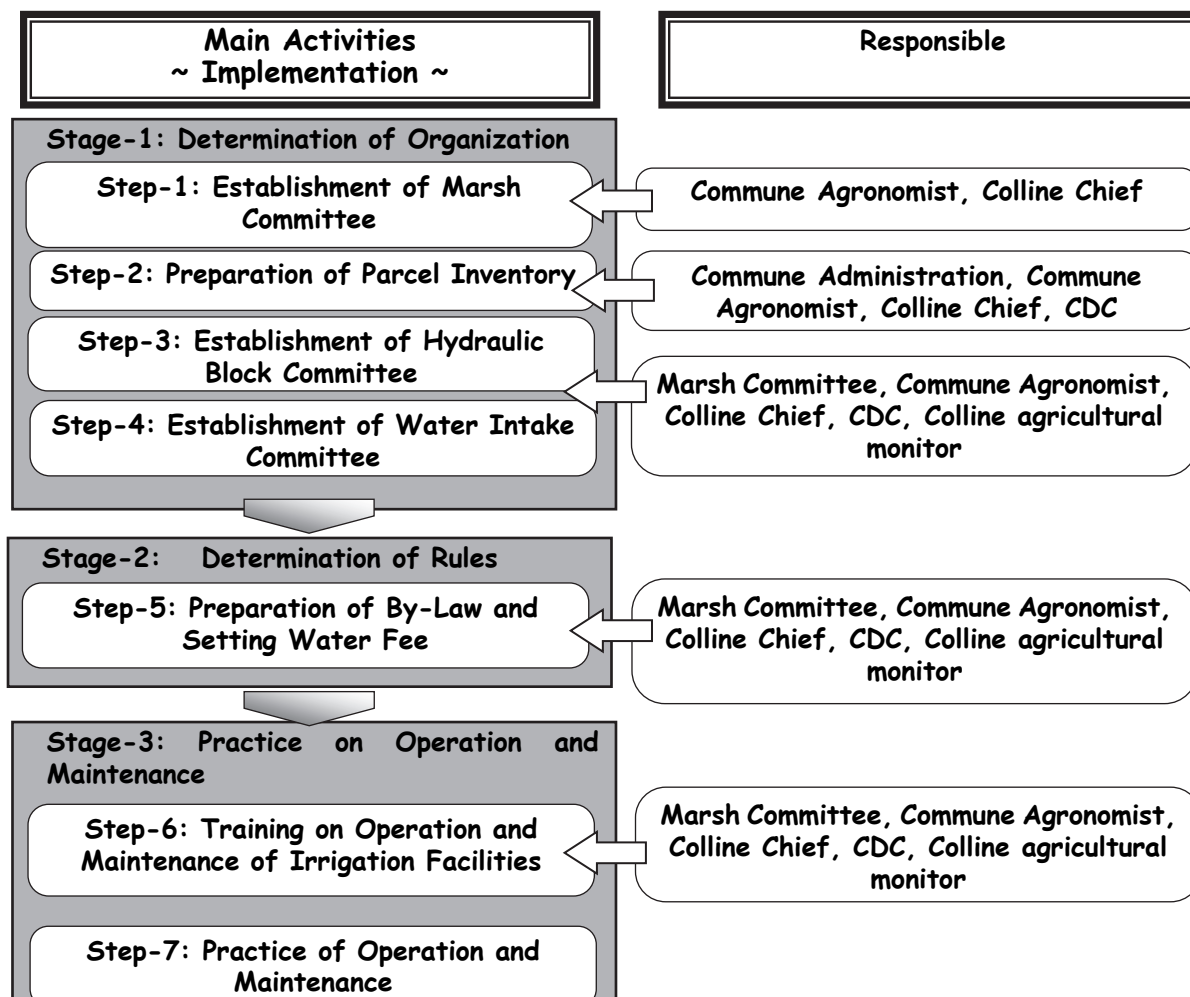 Main Activities
~ Implementation ~
Responsible
Stage-1: Determination of Organization
Step-1: Establishment of Marsh
Committee
Commune Agronomist, Colline Chief
Step-2: Preparation of Parcel Inventory
Commune Administration, Commune
Agronomist, Colline Chief, CDC
Step-3: Establishment of Hydraulic
Block Committee
Step-4: Establishment of Water Intake
Committee
Marsh Committee, Commune Agronomist,
Colline Chief, CDC, Colline agricultural
monitor
Stage-2: Determination of Rules
Step-5: Preparation of By-Law and
Setting Water Fee
Marsh Committee, Commune Agronomist,
Colline Chief, CDC, Colline agricultural
monitor
Stage-3: Practice on Operation and
Maintenance
Step-6: Training on Operation and
Maintenance of Irrigation Facilities
Marsh Committee, Commune Agronomist,
Colline Chief, CDC, Colline agricultural
monitor
Step-7: Practice of Operation and
Maintenance